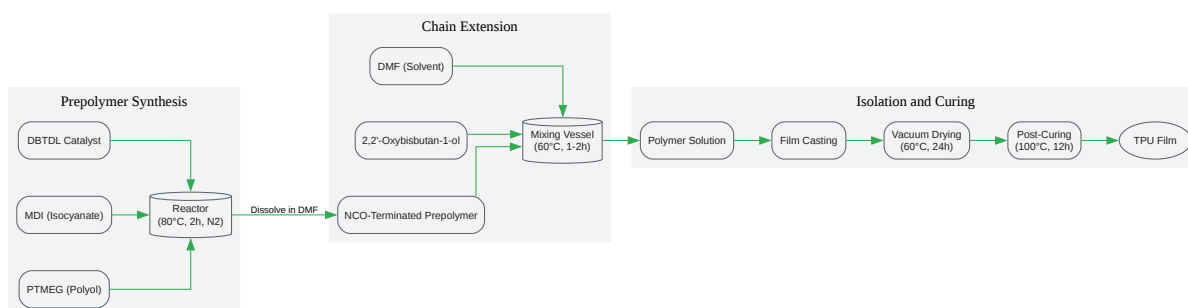 Prepolymer Synthesis
DBTDL Catalyst
MDI (Isocyanate)
PTMEG (Polyol)
Reactor
(80°C, 2h, N2)
Dissolve in DMF
Chain Extension
DMF (Solvent)
2,2'-Oxybisbutan-1-ol
NCO-Terminated Prepolymer
Mixing Vessel
(60°C, 1-2h)
Isolation and Curing
Polymer Solution
Film Casting
Vacuum Drying
(60°C, 24h)
Post-Curing
(100°C, 12h)
TPU Film